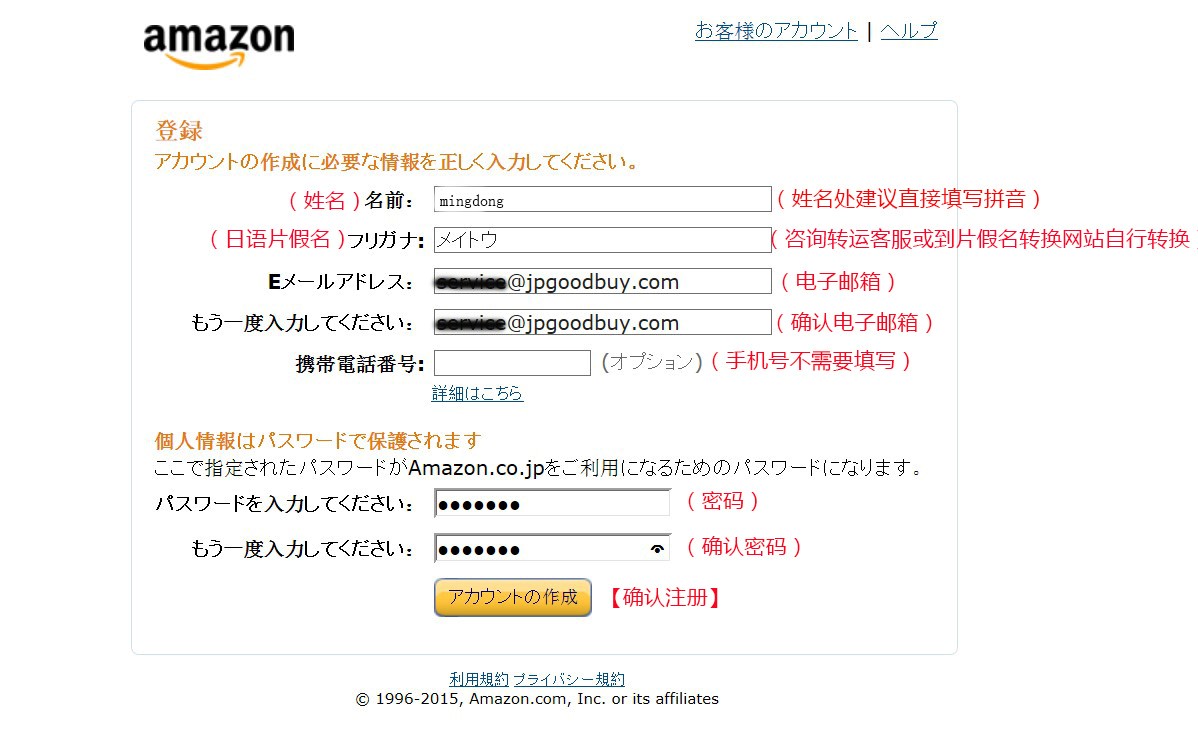 amazon
お客様のアカウント | ヘルプ
登録
アカウントの作成に必要な情報を正しく入力してください。
（姓名）名前： mingdong （姓名处建议直接填写拼音）
（日语片假名）フリガナ： メイトウ （咨询转运客服或到片假名转换网站自行转换）
Eメールアドレス： @jpgoodbuy.com （电子邮箱）
もう一度入力してください： @jpgoodbuy.com （确认电子邮箱）
携帯電話番号： (オプション) （手机号不需要填写）
詳細はこちら
個人情報はパスワードで保護されます
ここで指定されたパスワードがAmazon.co.jpをご利用になるためのパスワードになります。
パスワードを入力してください： ●●●●●●● （密码）
もう一度入力してください： ●●●●●●● （确认密码）
アカウントの作成 【确认注册】
利用規約 プライバシー規約
© 1996-2015, Amazon.com, Inc. or its affiliates